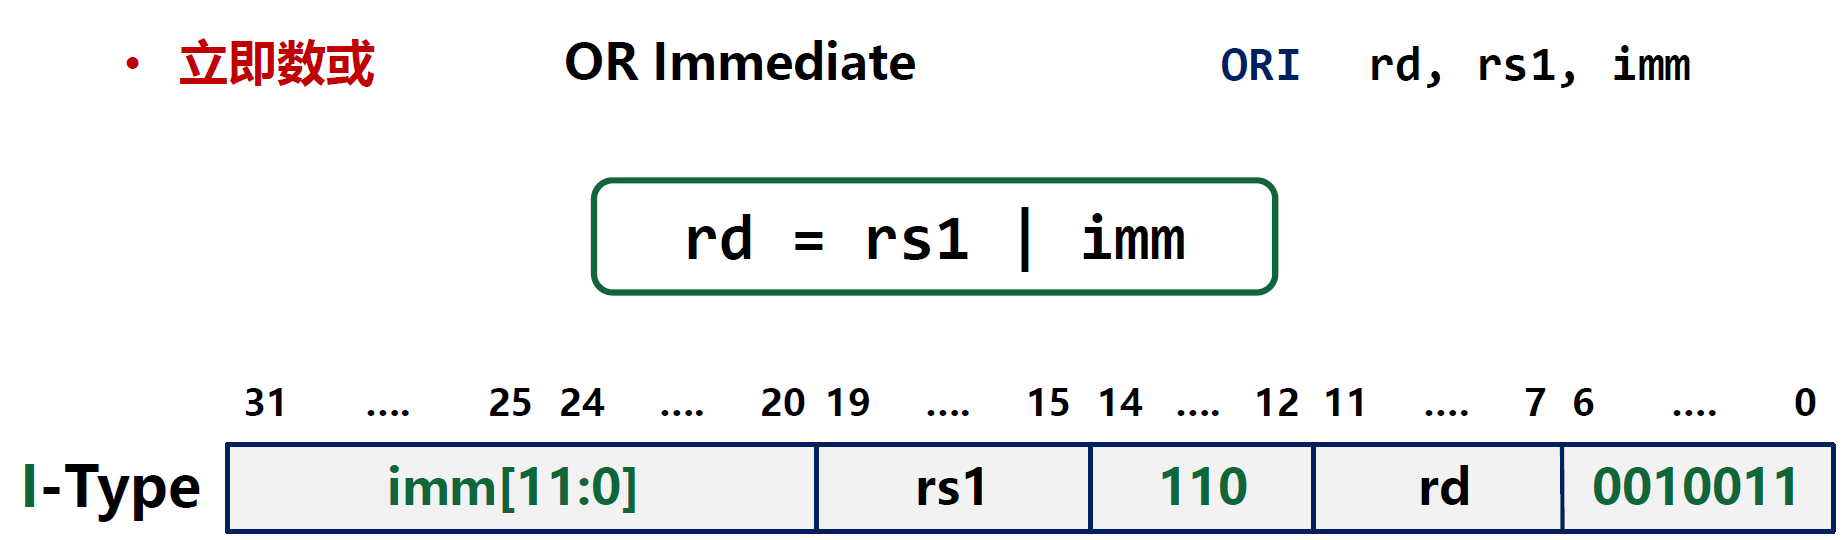 • 立即数或 OR Immediate ORI rd, rs1, imm
rd = rs1 | imm
31 .... 25 24 .... 20 19 .... 15 14 .... 12 11 .... 7 6 .... 0
I-Type imm[11:0] rs1 110 rd 0010011